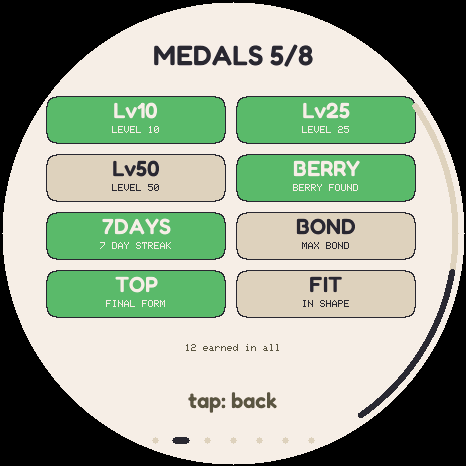 MEDALS 5/8
Lv10
LEVEL 10
Lv25
LEVEL 25
Lv50
LEVEL 50
BERRY
BERRY FOUND
7DAYS
7 DAY STREAK
BOND
MAX BOND
TOP
FINAL FORM
FIT
IN SHAPE
12 earned in all
tap: back